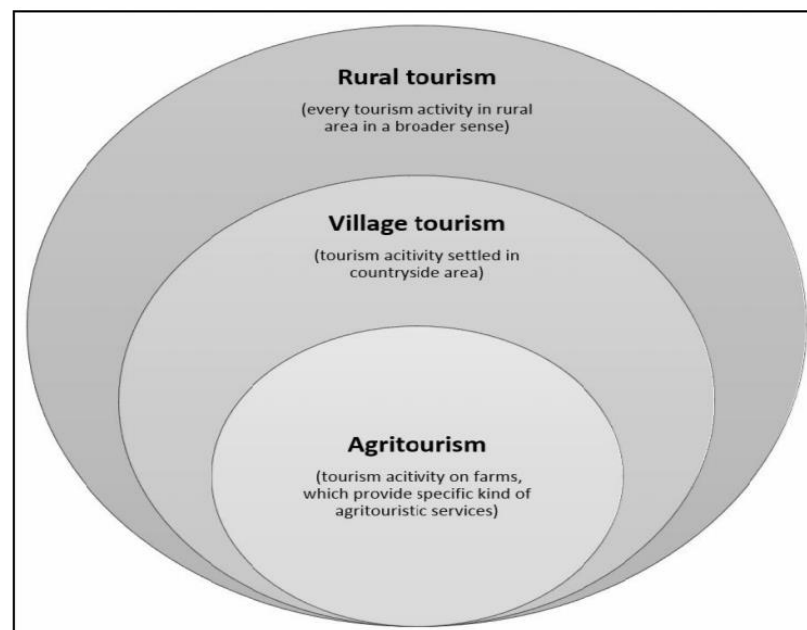 Rural tourism
(every tourism activity in rural
area in a broader sense)
Village tourism
(tourism acitivity settled in
countryside area)
Agritourism
(tourism acitivity on farms,
which provide specific kind of
agritouristic services)